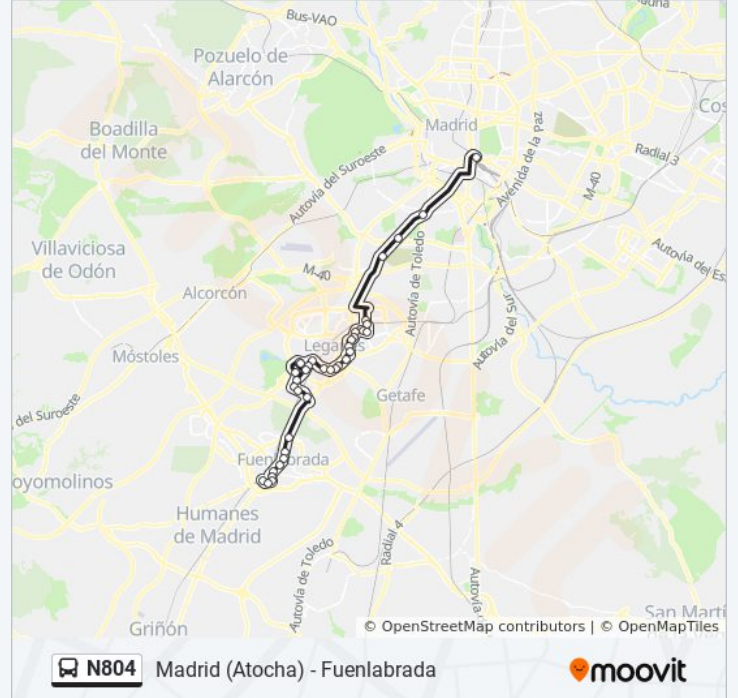 Bus-VAO
Pozuelo de
Alarcón
Madrid
Cos
Boadilla
del Monte
Autovía del Suroeste
Avenida de la Paz
Radial 3
M-40
Villaviciosa
de Odón
Autovía de Toledo
Autovía del Es
M-40
Alcorcón
Autovía del Sur
Leganés
Móstoles
Getafe
del Suroeste
Fuenlabrada
oyomolinos
Humanes
de Madrid
Radial 4
Autovía de Toledo
Autovía
San Martí
Griñón
© OpenStreetMap contributors | © OpenMapTiles
N804 Madrid (Atocha) - Fuenlabrada
moovit